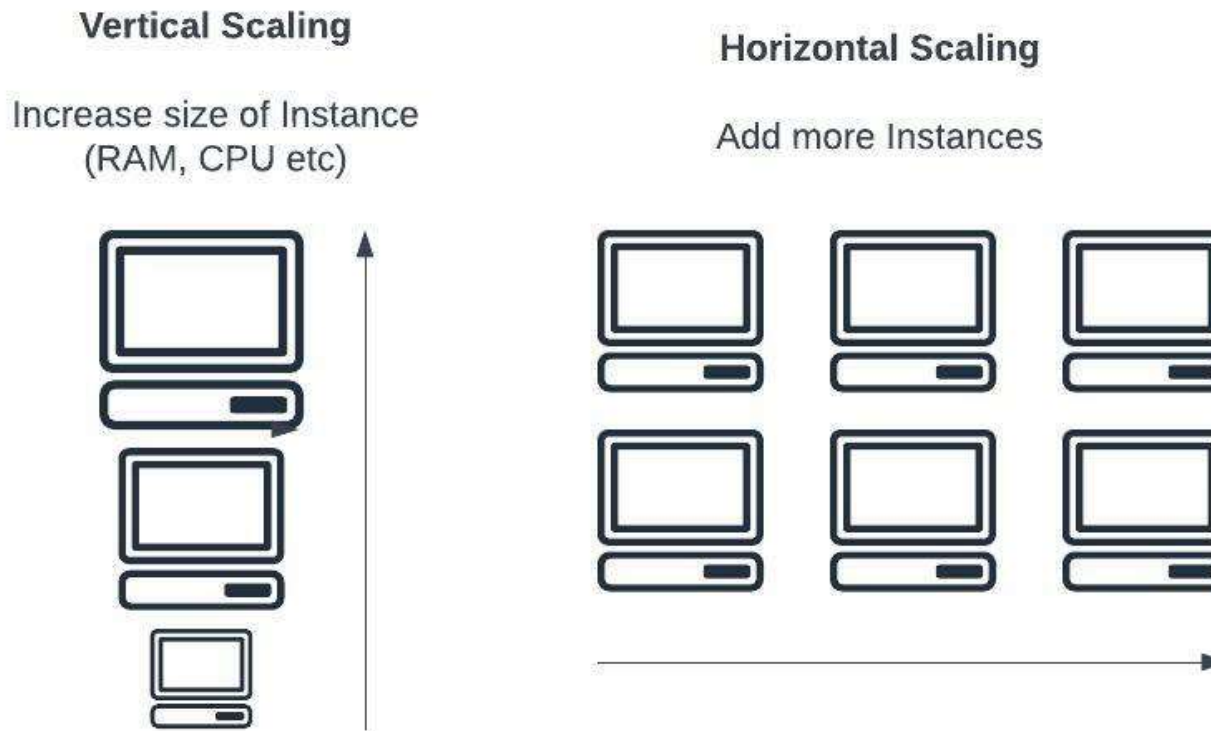 Vertical Scaling
Increase size of Instance
(RAM, CPU etc)
Horizontal Scaling
Add more Instances